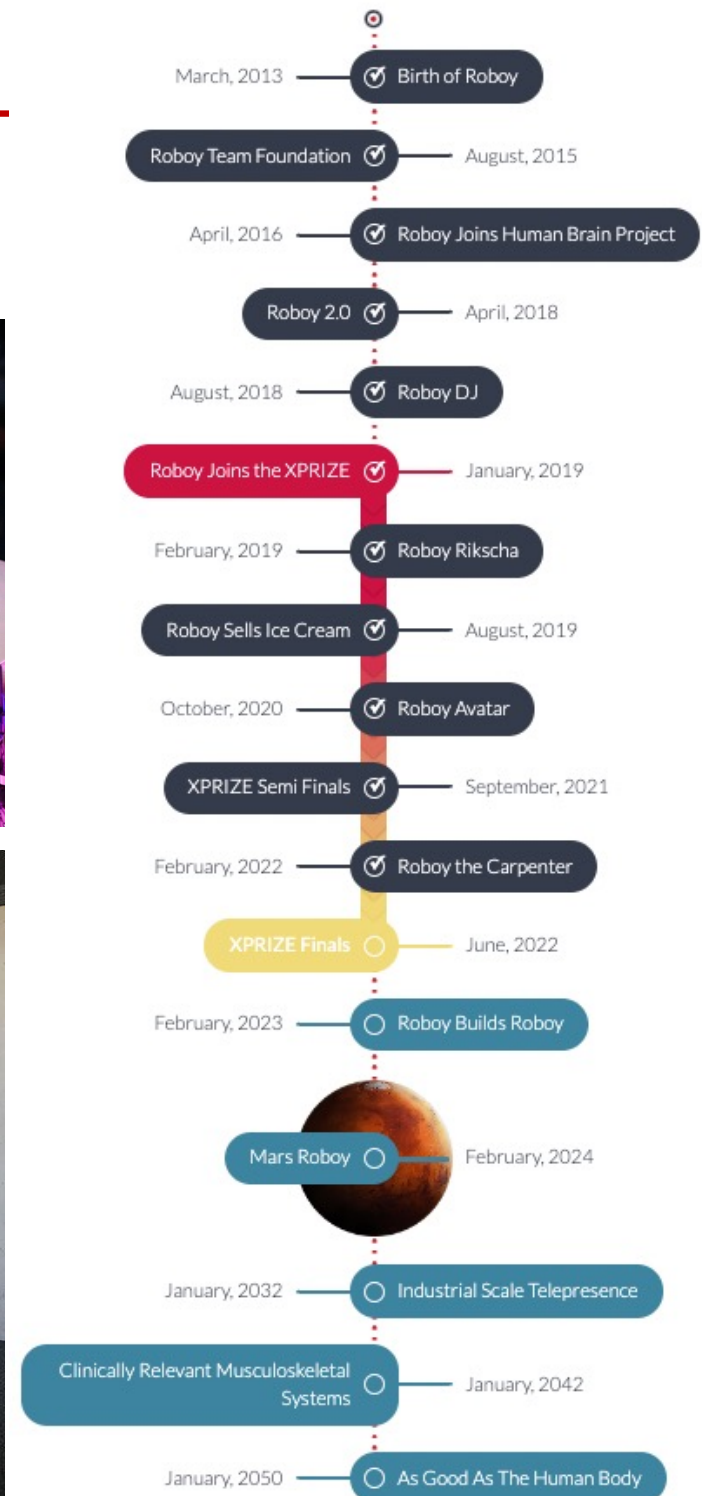 March, 2013 Birth of Roboy
Roboy Team Foundation August, 2015
April, 2016 Roboy Joins Human Brain Project
Roboy 2.0 April, 2018
August, 2018 Roboy DJ
Roboy Joins the XPRIZE January, 2019
February, 2019 Roboy Rikscha
Roboy Sells Ice Cream August, 2019
October, 2020 Roboy Avatar
XPRIZE Semi Finals September, 2021
February, 2022 Roboy the Carpenter
XPRIZE Finals June, 2022
February, 2023 Roboy Builds Roboy
Mars Roboy February, 2024
January, 2032 Industrial Scale Telepresence
Clinically Relevant Musculoskeletal
Systems January, 2042
January, 2050 As Good As The Human Body